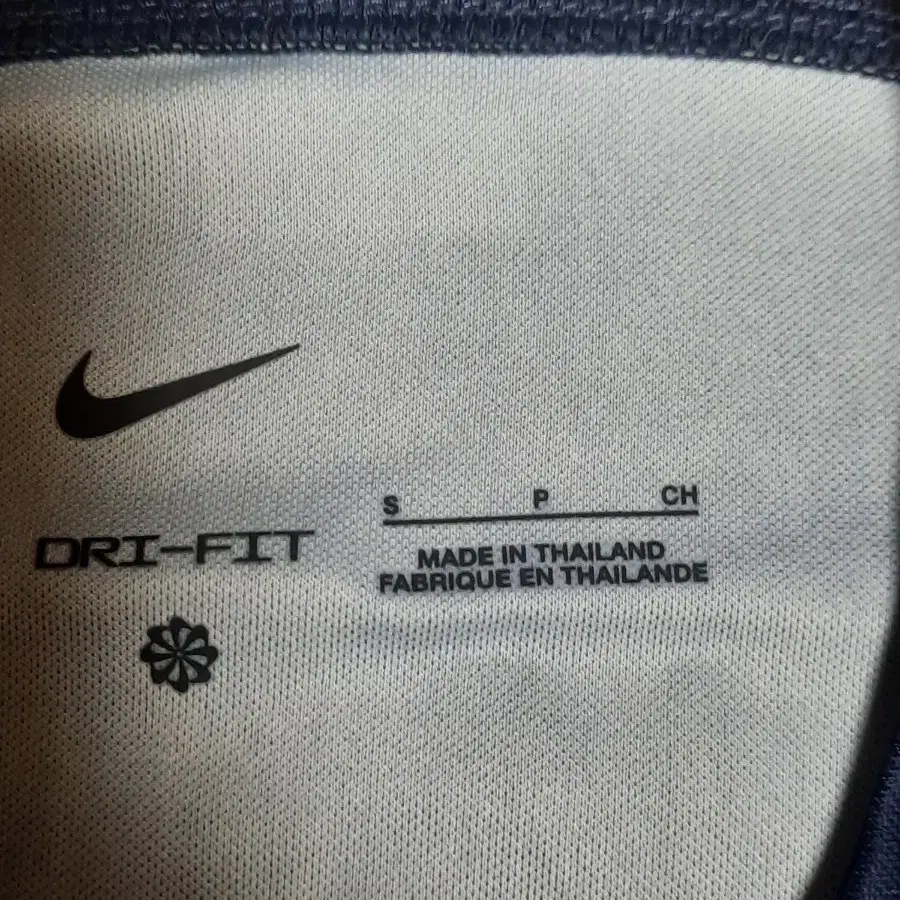 DRI-FIT
S P CH
MADE IN THAILAND
FABRIQUE EN THAILANDE